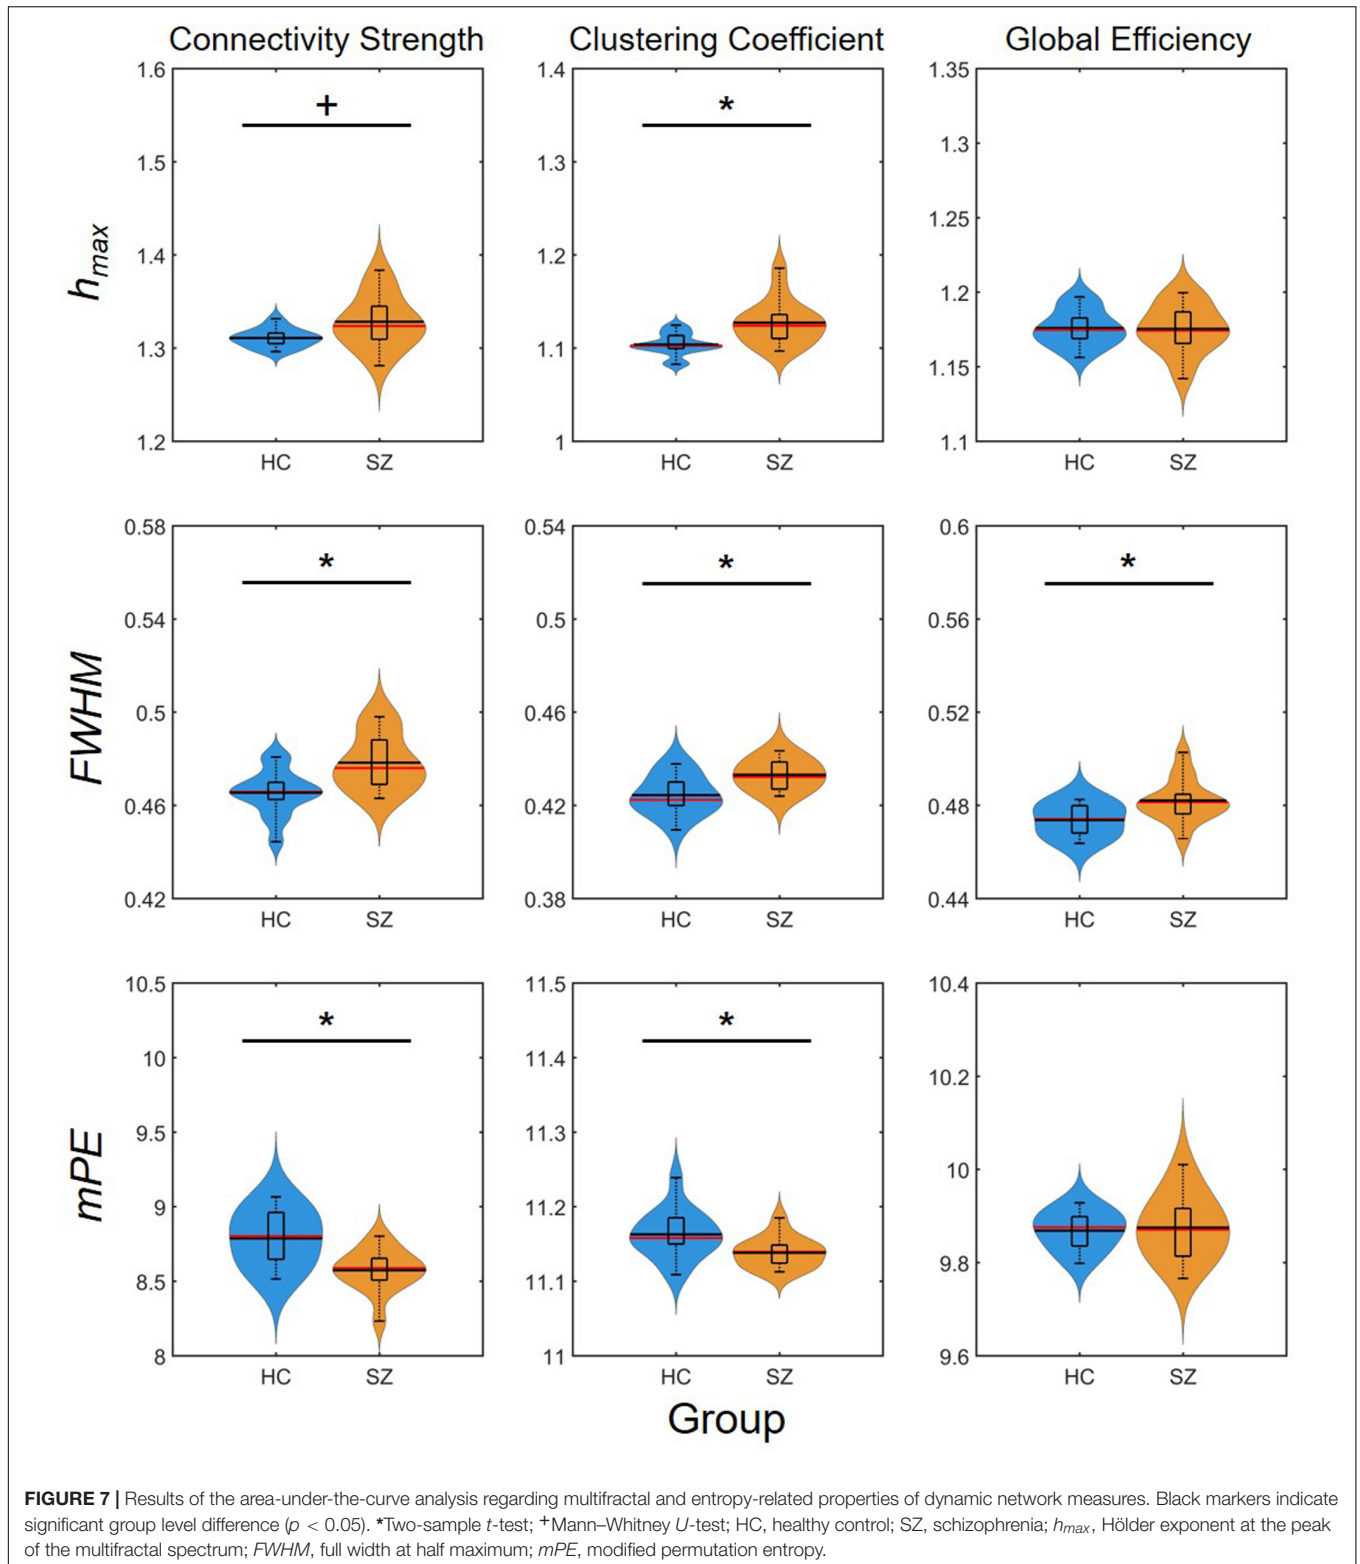 Connectivity Strength Clustering Coefficient Global Efficiency
1.6 1.4 1.35
+ *
1.5 1.3 1.3
1.25
hmax 1.4 1.2 1.2
1.3 1.1 1.15
1.2 1 1.1
HC SZ HC SZ HC SZ
0.58 0.54 0.6
* * *
0.54 0.5 0.56
FWHM 0.5 0.46 0.52
0.46 0.42 0.48
0.42 0.38 0.44
HC SZ HC SZ HC SZ
10.5 11.5 10.4
* *
10 11.4 10.2
9.5 11.3
mPE 9 11.2 10
8.5 11.1 9.8
8 11 9.6
HC SZ HC SZ HC SZ
Group
FIGURE 7 | Results of the area-under-the-curve analysis regarding multifractal and entropy-related properties of dynamic network measures. Black markers indicate
significant group level difference (p < 0.05). *Two-sample t-test; +Mann–Whitney U-test; HC, healthy control; SZ, schizophrenia; hmax, Hölder exponent at the peak
of the multifractal spectrum; FWHM, full width at half maximum; mPE, modified permutation entropy.